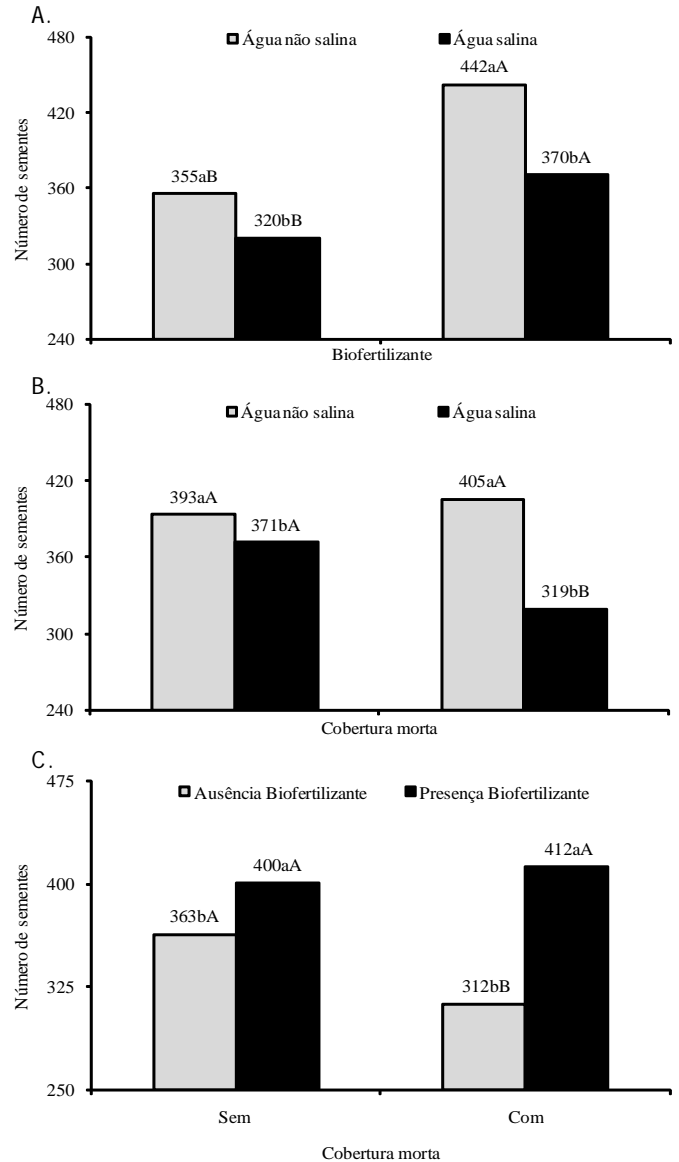 A.
480
420
360
300
240
Número de sementes
Água não salina Água salina
355aB
320bB
442aA
370bA
Biofertilizante
B.
480
420
360
300
240
Número de sementes
Água não salina Água salina
393aA
371bA
405aA
319bB
Cobertura morta
C.
475
400
325
250
Número de sementes
Ausência Biofertilizante Presença Biofertilizante
363bA
400aA
312bB
412aA
Sem Com
Cobertura morta